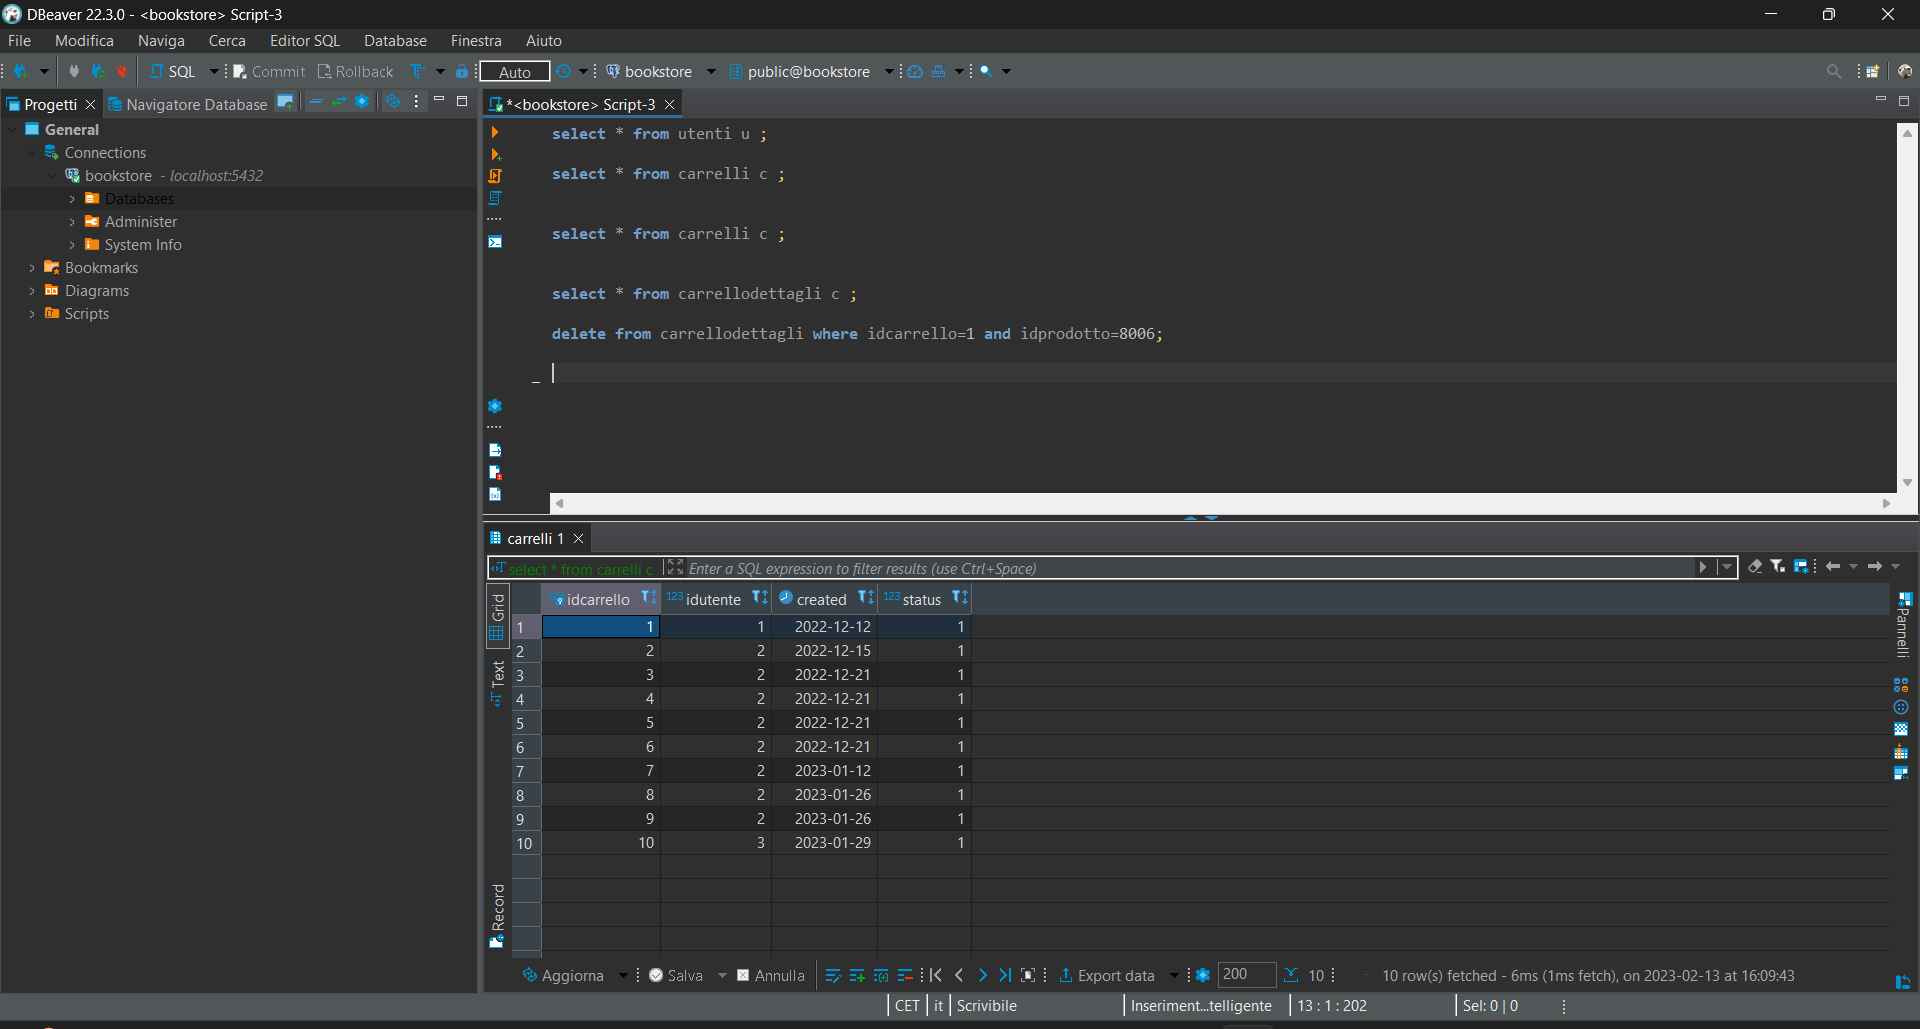 DBeaver 22.3.0 - <bookstore> Script-3
File Modifica Naviga Cerca Editor SQL Database Finestra Aiuto
SQL Commit Rollback Auto bookstore public@bookstore
Progetti Navigatore Database
General
Connections
bookstore - localhost:5432
Databases
Administer
System Info
Bookmarks
Diagrams
Scripts
*<bookstore> Script-3
select * from utenti u ;
select * from carrelli c ;
select * from carrelli c ;
select * from carrellodettagli c ;
delete from carrellodettagli where idcarrello=1 and idprodotto=8006;
carrelli 1
select * from carrelli c Enter a SQL expression to filter results (use Ctrl+Space)
Grid
Text
Record
Pannelli
idcarrello 123 idutente created 123 status
1 1 1 2022-12-12 1
2 2 2 2022-12-15 1
3 3 2 2022-12-21 1
4 4 2 2022-12-21 1
5 5 2 2022-12-21 1
6 6 2 2022-12-21 1
7 7 2 2023-01-12 1
8 8 2 2023-01-26 1
9 9 2 2023-01-26 1
10 10 3 2023-01-29 1
Aggiorna Salva Annulla Export data 200 10 10 row(s) fetched - 6ms (1ms fetch), on 2023-02-13 at 16:09:43
CET it Scrivibile Inseriment...telligente 13 : 1 : 202 Sel: 0 | 0